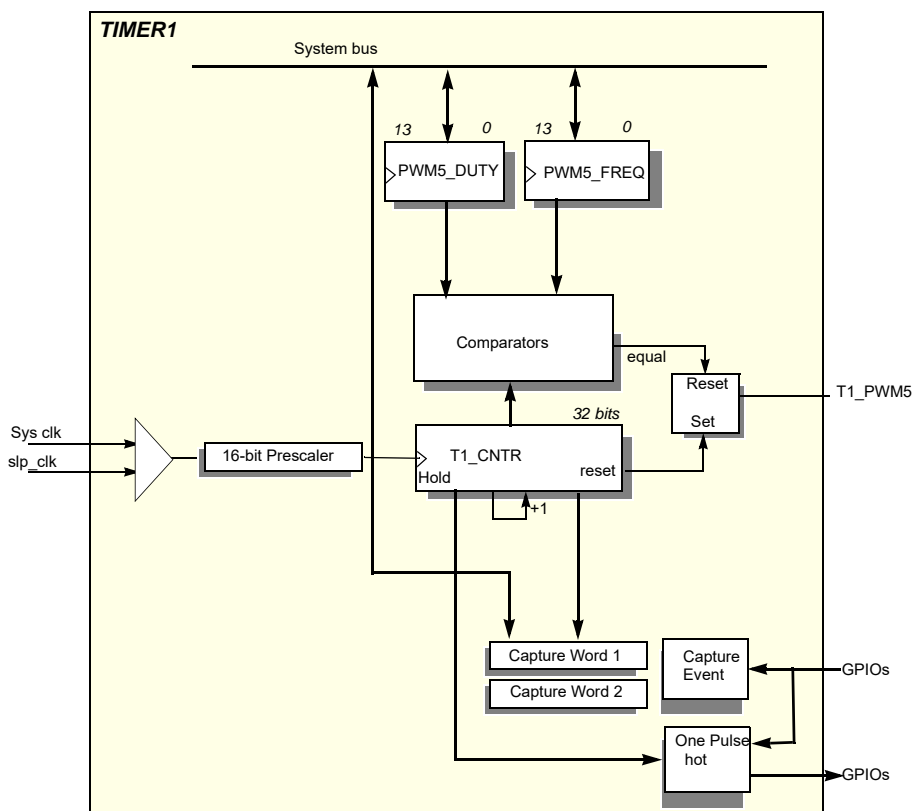 TIMER1
System bus
13 0 13 0
PWM5_DUTY PWM5_FREQ
Comparators
equal
Reset
Set
T1_PWM5
32 bits
Sys clk
slp_clk
16-bit Prescaler
T1_CNTR
Hold
reset
+1
Capture Word 1
Capture Word 2
Capture
Event
GPIOs
One Pulse
hot
GPIOs